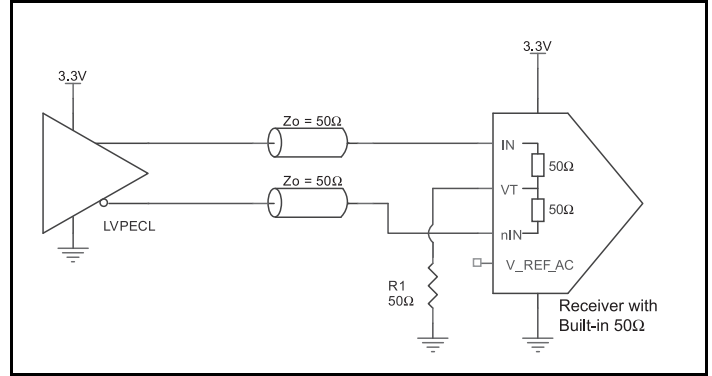 3.3V
3.3V
Zo = 50Ω
IN
50Ω
Zo = 50Ω
VT
50Ω
LVPECL
nIN
V_REF_AC
R1
50Ω
Receiver with
Built-in 50Ω